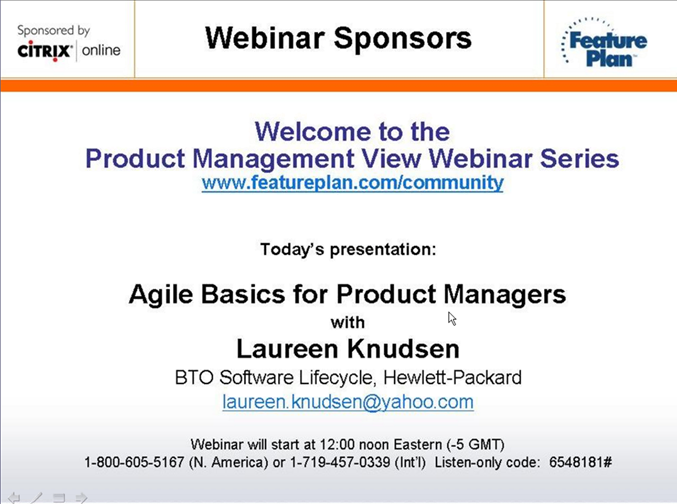 Sponsored by
CITRIX online
Webinar Sponsors
Feature
Plan™
Welcome to the
Product Management View Webinar Series
www.featureplan.com/community
Today's presentation:
Agile Basics for Product Managers
with
Laureen Knudsen
BTO Software Lifecycle, Hewlett-Packard
laureen.knudsen@yahoo.com
Webinar will start at 12:00 noon Eastern (-5 GMT)
1-800-605-5167 (N. America) or 1-719-457-0339 (Int'l) Listen-only code: 6548181#